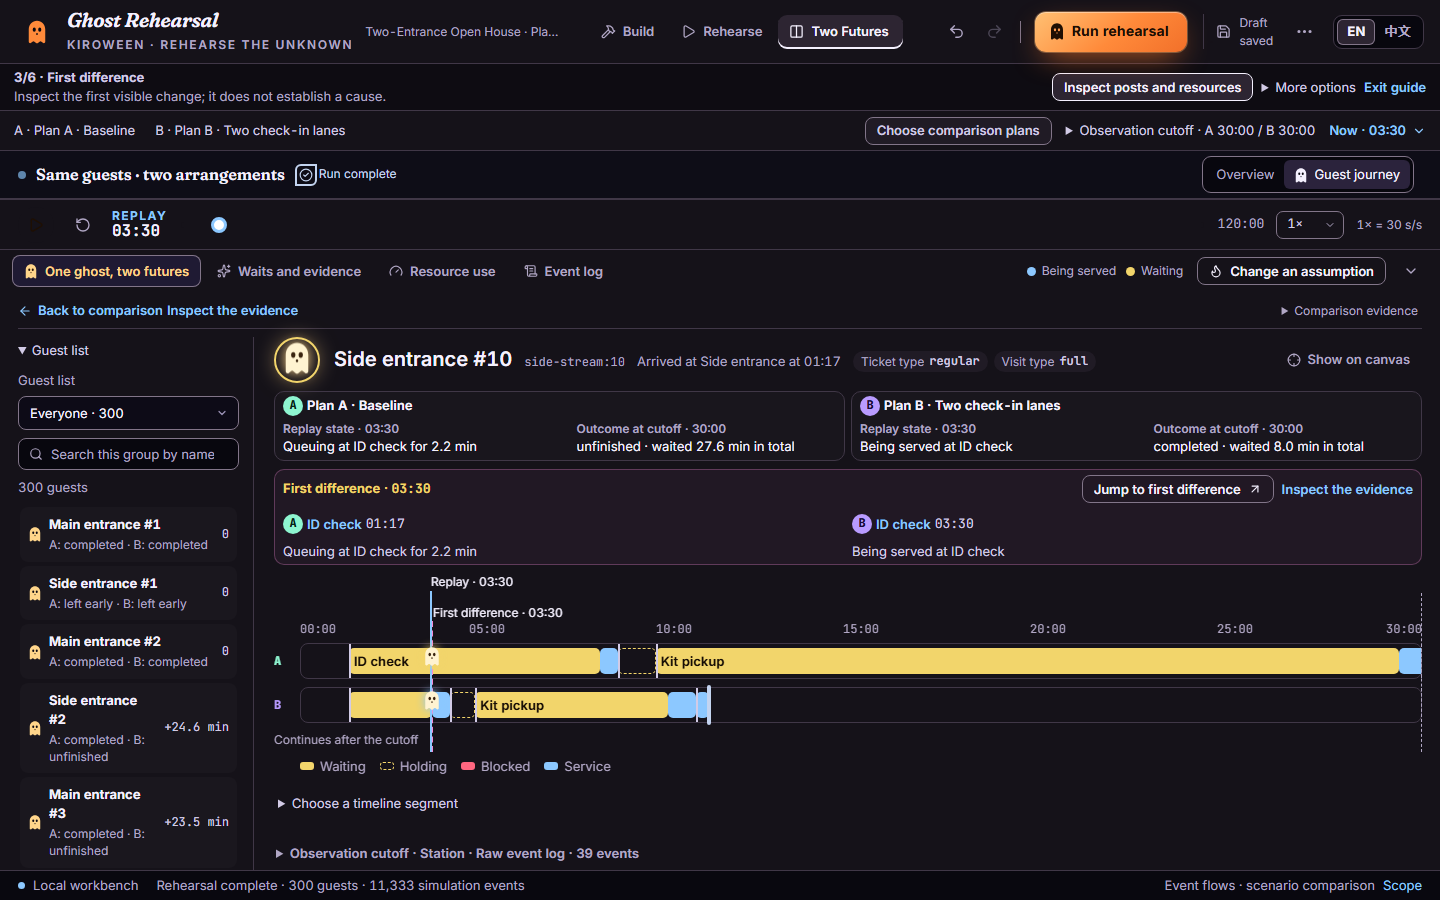 Ghost Rehearsal
KIROWEEN · REHEARSE THE UNKNOWN
Two-Entrance Open House · Pla...
Build
Rehearse
Two Futures
Run rehearsal
Draft saved
EN
中文
3/6 · First difference
Inspect the first visible change; it does not establish a cause.
Inspect posts and resources
More options
Exit guide
A · Plan A · Baseline
B · Plan B · Two check-in lanes
Choose comparison plans
Observation cutoff · A 30:00 / B 30:00
Now · 03:30
Same guests · two arrangements
Run complete
Overview
Guest journey
REPLAY
03:30
120:00
1×
1× = 30 s/s
One ghost, two futures
Waits and evidence
Resource use
Event log
Being served
Waiting
Change an assumption
Back to comparison
Inspect the evidence
Comparison evidence
Guest list
Guest list
Everyone · 300
Search this group by name
300 guests
Main entrance #1
A: completed · B: completed
0
Side entrance #1
A: left early · B: left early
0
Main entrance #2
A: completed · B: completed
0
Side entrance #2
A: completed · B: unfinished
+24.6 min
Main entrance #3
A: completed · B: unfinished
+23.5 min
Side entrance #10
side-stream:10
Arrived at Side entrance at 01:17
Ticket type regular
Visit type full
Show on canvas
A Plan A · Baseline
Replay state · 03:30
Queuing at ID check for 2.2 min
Outcome at cutoff · 30:00
unfinished · waited 27.6 min in total
B Plan B · Two check-in lanes
Replay state · 03:30
Being served at ID check
Outcome at cutoff · 30:00
completed · waited 8.0 min in total
First difference · 03:30
Jump to first difference
Inspect the evidence
A ID check 01:17
Queuing at ID check for 2.2 min
B ID check 03:30
Being served at ID check
Replay · 03:30
First difference · 03:30
00:00 05:00 10:00 15:00 20:00 25:00 30:00
A
ID check
Kit pickup
B
Kit pickup
Continues after the cutoff
Waiting
Holding
Blocked
Service
Choose a timeline segment
Observation cutoff · Station · Raw event log · 39 events
Local workbench
Rehearsal complete · 300 guests · 11,333 simulation events
Event flows · scenario comparison
Scope